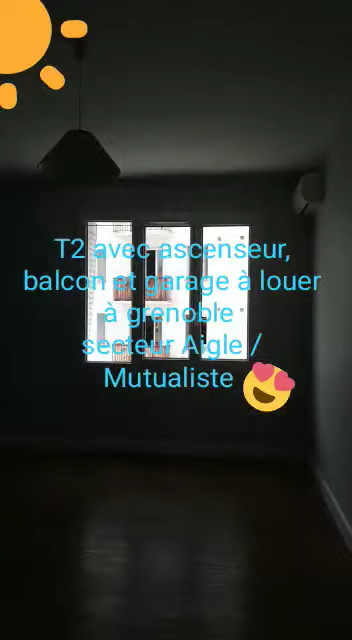 T2 avec ascenseur,
balcon et garage à louer
à grenoble
secteur Aigle /
Mutualiste